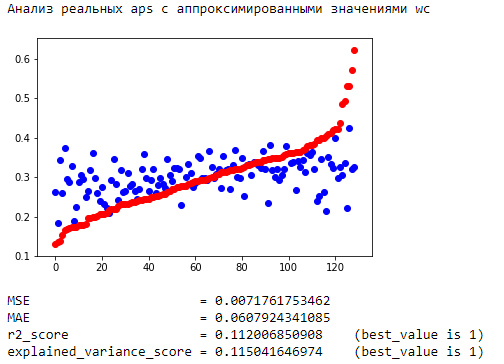 Анализ реальных aps с аппроксимированными значениями wc
0.6
0.5
0.4
0.3
0.2
0.1
0 20 40 60 80 100 120
MSE = 0.0071761753462
MAE = 0.0607924341085
r2_score = 0.112006850908 (best_value is 1)
explained_variance_score = 0.115041646974 (best_value is 1)